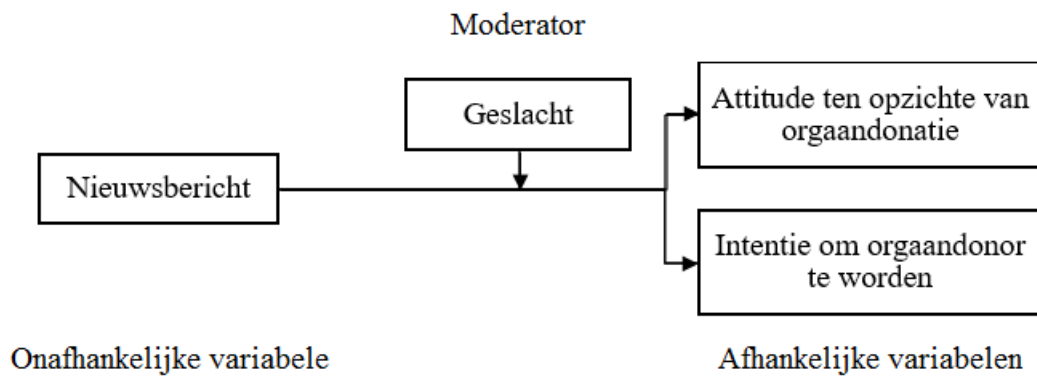 Moderator
Geslacht
Nieuwsbericht
Attitude ten opzichte van
orgaandonatie
Intentie om orgaandonor
te worden
Onafhankelijke variabele
Afhankelijke variabelen